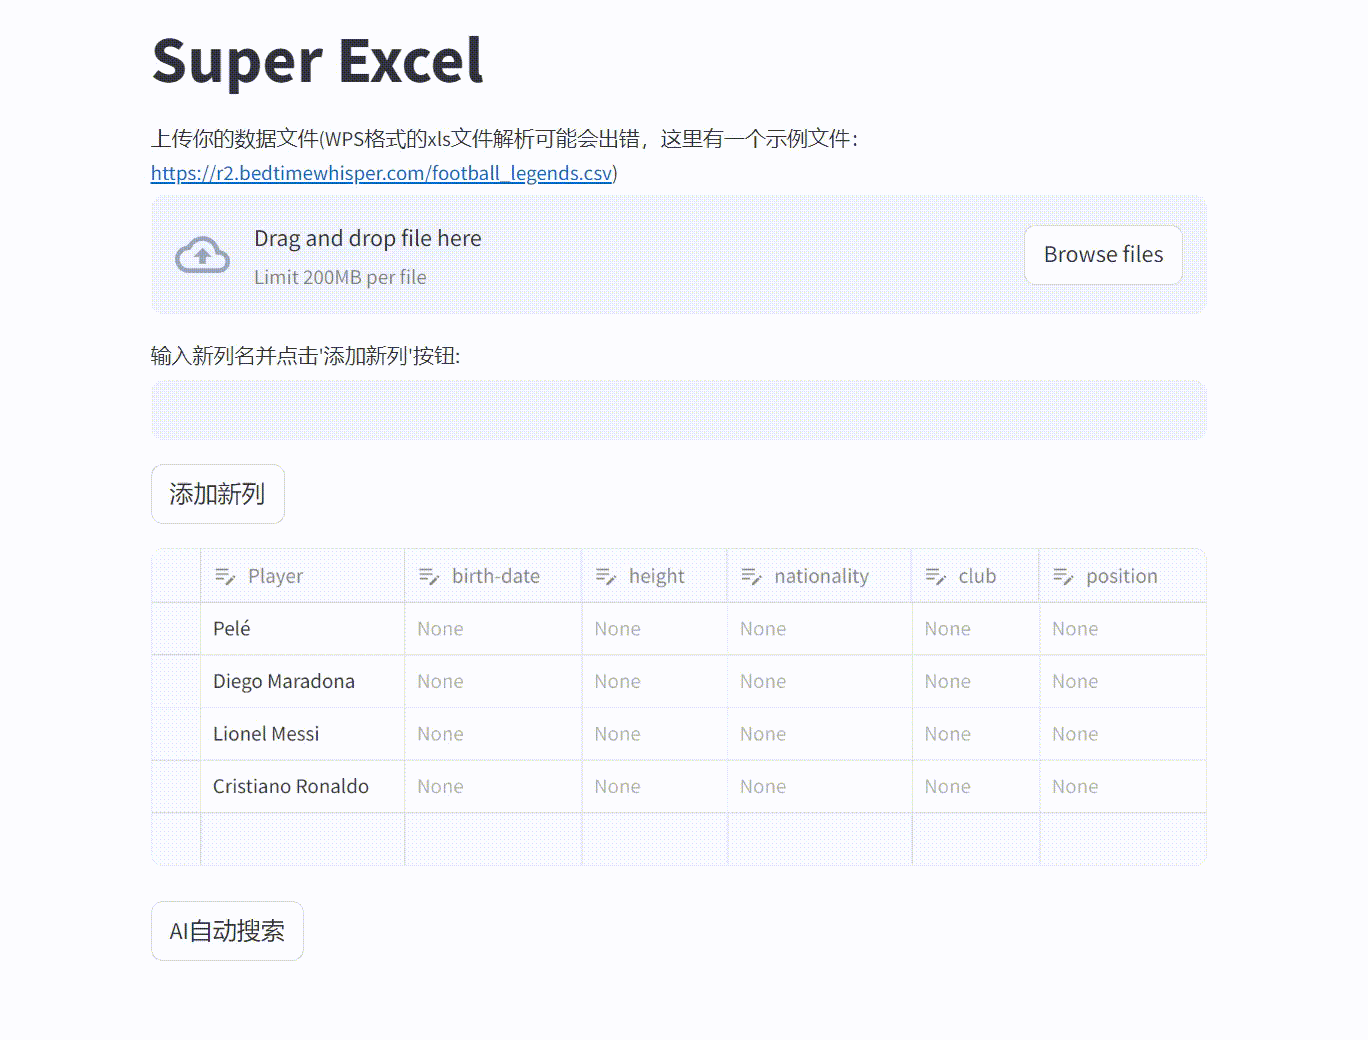 Super Excel
上传你的数据文件(WPS格式的xls文件解析可能会出错，这里有一个示例文件：
https://r2.bedtimewhisper.com/football_legends.csv)
Drag and drop file here
Limit 200MB per file
Browse files
输入新列名并点击'添加新列'按钮:
添加新列
Player birth-date height nationality club position
Pelé None None None None None
Diego Maradona None None None None None
Lionel Messi None None None None None
Cristiano Ronaldo None None None None None
AI自动搜索